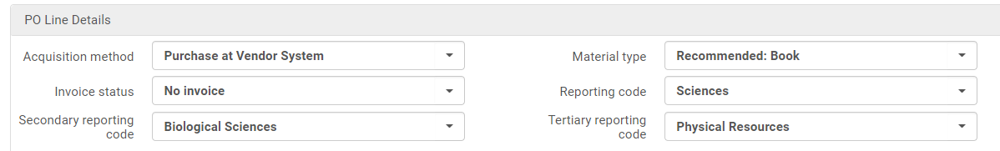 PO Line Details
Acquisition method Purchase at Vendor System Material type Recommended: Book
Invoice status No invoice Reporting code Sciences
Secondary reporting code Biological Sciences Tertiary reporting code Physical Resources